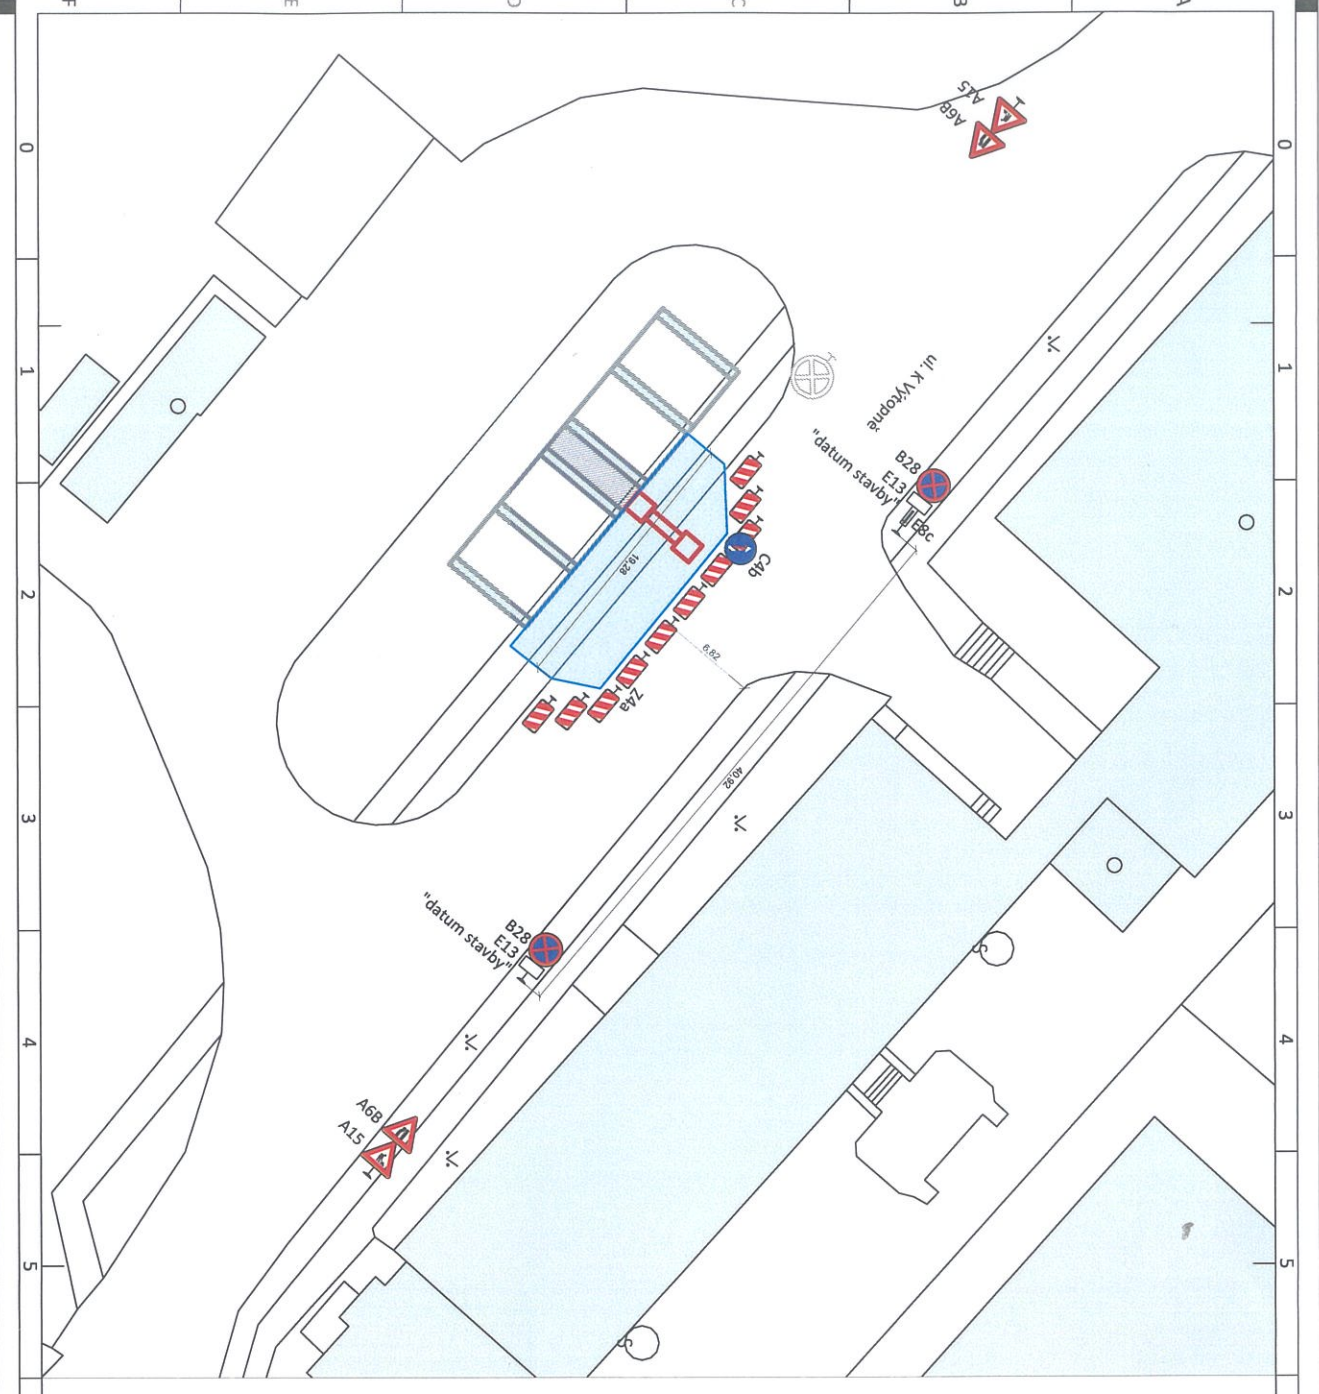 F
E
D
C
B
A
0
0
1
1
2
2
3
3
4
4
5
5
A15
A6B
ul. K Výtopně
B28
E13
"datum stavby"
E8c
C4b
19,28
6,82
Z4a
40,92
B28
E13
"datum stavby"
A6B
A15
S
S